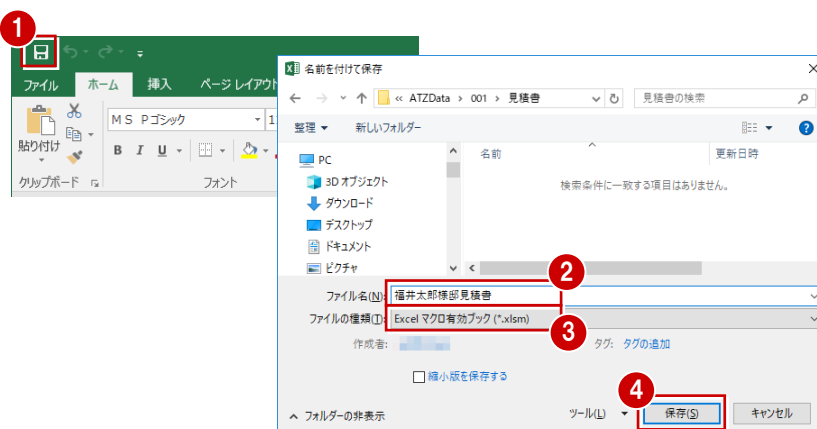 1
ファイル ホーム 挿入 ページ レイアウト
MS Pゴシック
貼り付け B I U
クリップボード フォント
名前を付けて保存
« ATZData > 001 > 見積書 見積書の検索
整理 新しいフォルダー
PC
3D オブジェクト
ダウンロード
デスクトップ
ドキュメント
ピクチャ
名前 更新日時
検索条件に一致する項目はありません。
2
ファイル名(N): 福井太郎様邸見積書
ファイルの種類(T): Excel マクロ有効ブック (*.xlsm)
3
作成者: タグ: タグの追加
縮小版を保存する
4
フォルダーの非表示 ツール(L) 保存(S) キャンセル